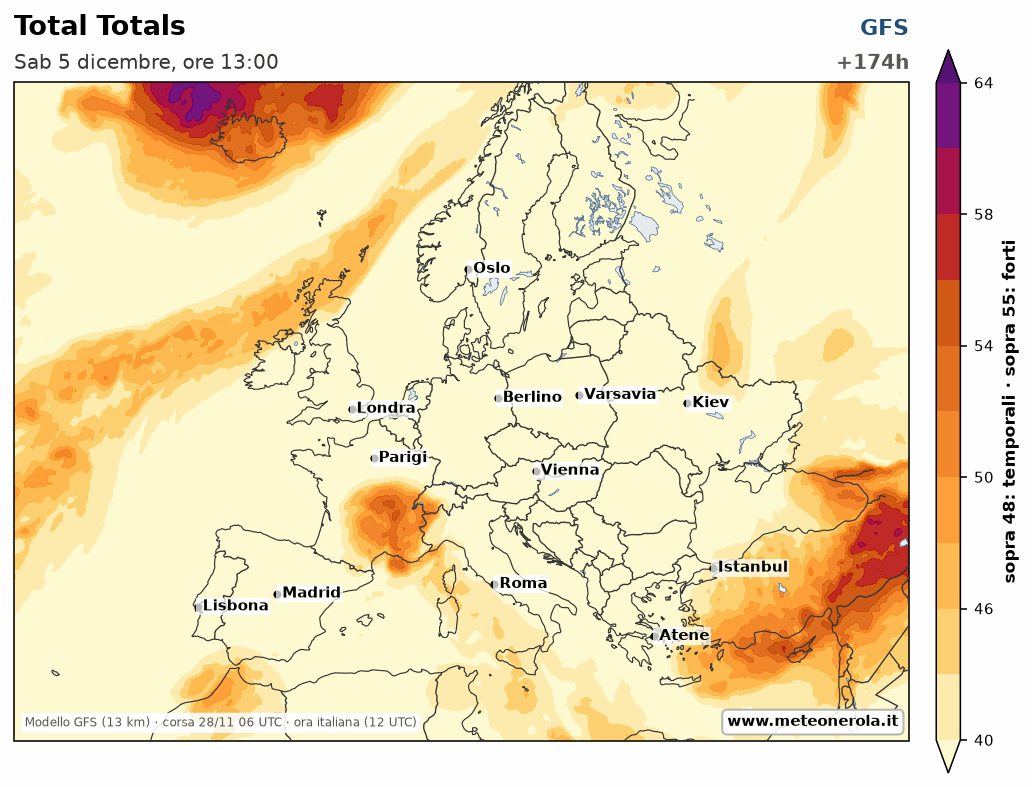 Total Totals
GFS
Sab 5 dicembre, ore 13:00
+174h
64
58
54
50
46
40
sopra 48: temporali · sopra 55: forti
Oslo
Berlino
Varsavia
Kiev
Londra
Parigi
Vienna
Istanbul
Roma
Madrid
Lisbona
Atene
Modello GFS (13 km) · corsa 28/11 06 UTC · ora italiana (12 UTC)
www.meteonerola.it